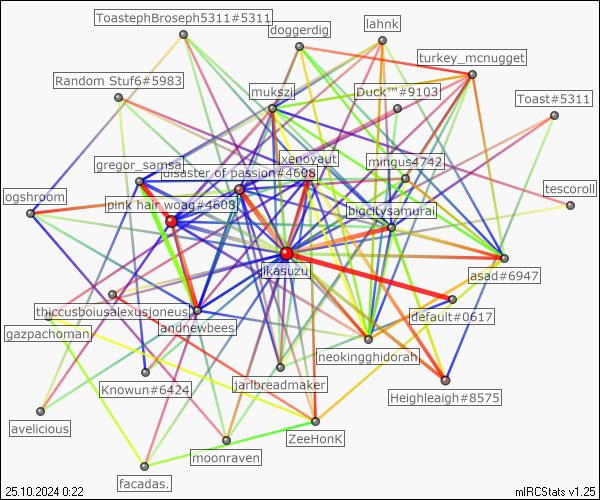 ToastephBroseph5311#5311
lahnk
doggerdig
turkey_mcnugget
Random Stuf6#5983
mukszi
Duck™#9103
Toast#5311
xenoyaut
mingus4742
gregor_samsa
disaster of passion#4608
tescoroll
ogshroom
pink hair woag#4608
bigcitysamurai
ikasuzu
asad#6947
thiccusboiusalexusjoneus
default#0617
gazpachoman
andnewbees
neokingghidorah
Knowun#6424
jarlbreadmaker
Heighleaigh#8575
avelicious
ZeeHonK
moonraven
facadas.
25.10.2024 0:22
mIRCStats v1.25